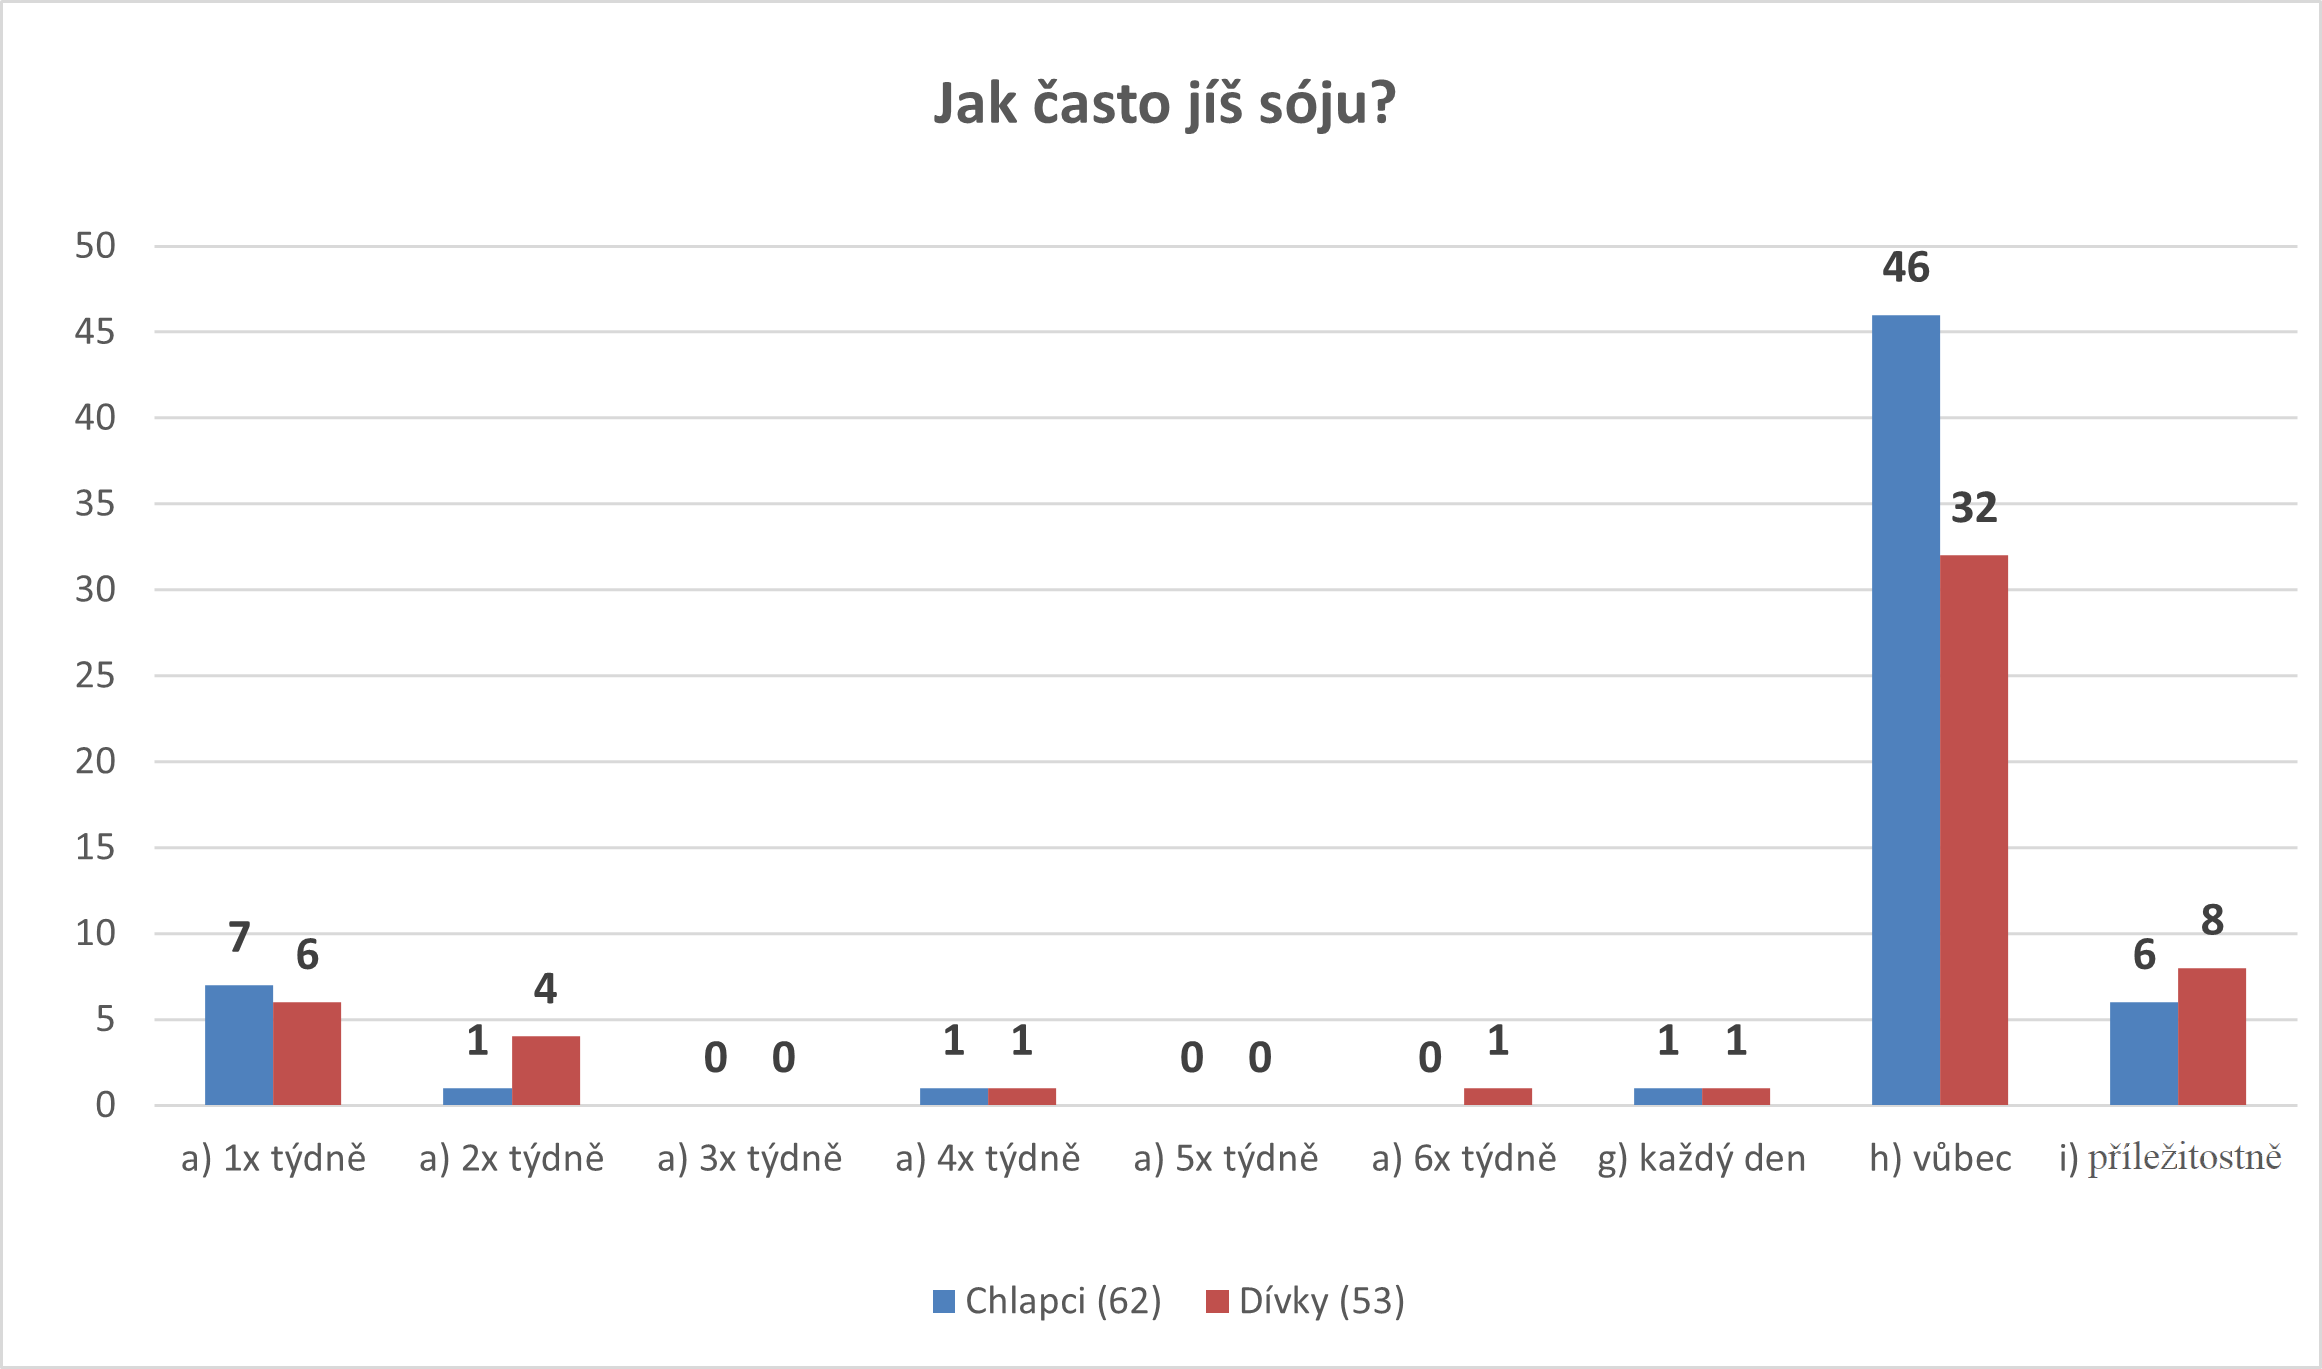 Jak často jíš sóju?
50
45
40
35
30
25
20
15
10
5
0
7 6 1 4 0 0 1 1 0 0 0 1 1 1 46 32 6 8
a) 1x týdně a) 2x týdně a) 3x týdně a) 4x týdně a) 5x týdně a) 6x týdně g) každý den h) vůbec i) příležitostně
Chlapci (62) Dívky (53)